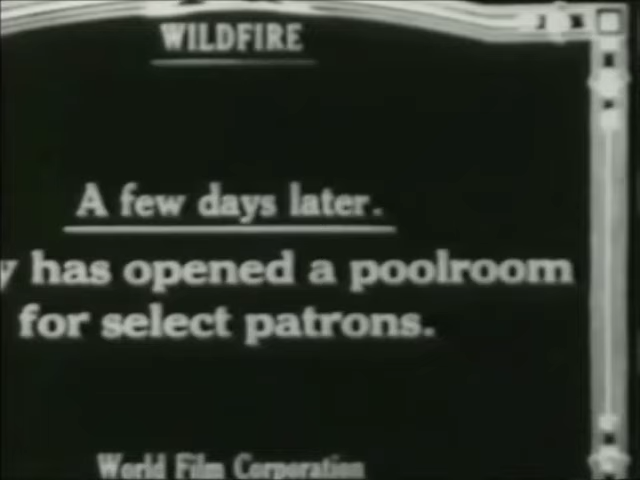 WILDFIRE
A few days later.
y has opened a poolroom
for select patrons.
World Film Corporation